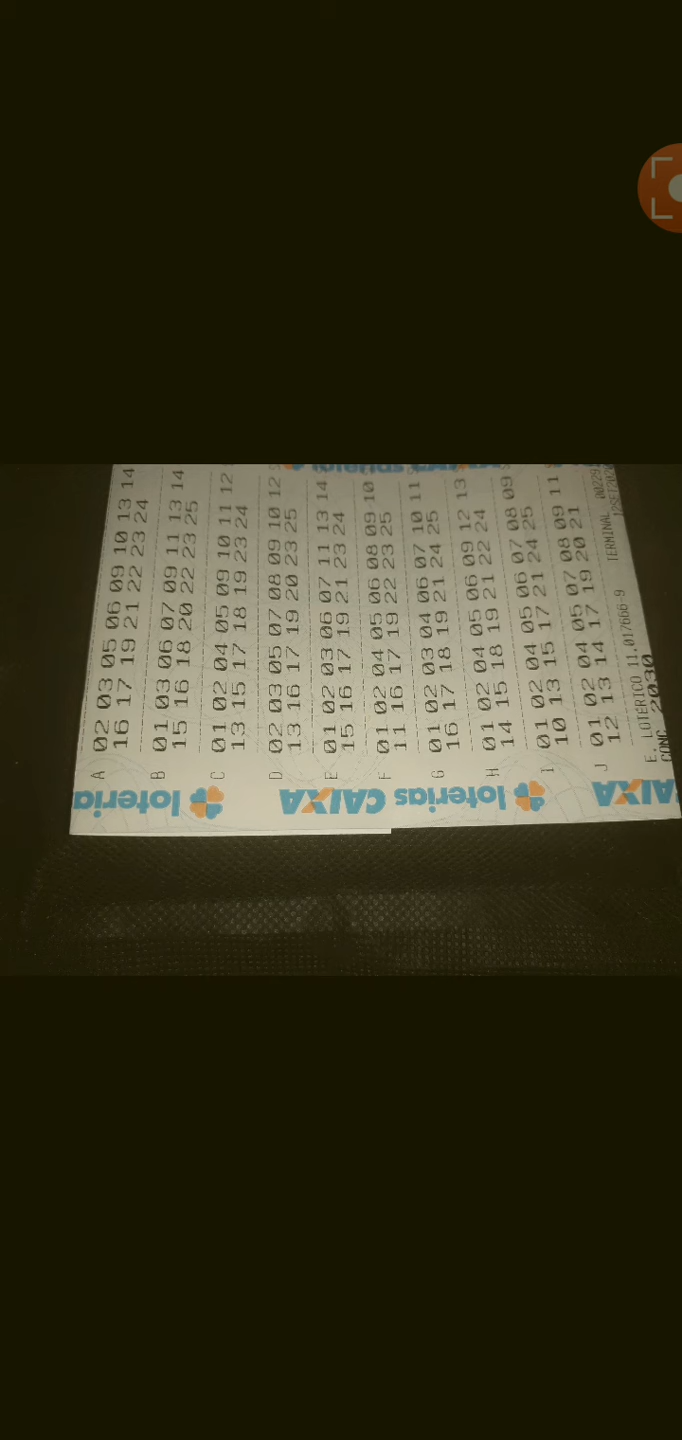 A 02 03 05 06 09 10 13 14
16 17 19 21 22 23 24
B 01 03 06 07 09 11 13 14
15 16 18 20 22 23 25
C 01 02 04 05 09 10 11 12
13 15 17 18 19 23 24
D 02 03 05 07 08 09 10 12
13 16 17 19 20 23 25
E 01 02 03 06 07 11 13 14
15 16 17 19 21 23 24
F 01 02 04 05 06 08 09 10
11 16 17 19 22 23 25
G 01 02 03 04 06 07 10 11
16 17 18 19 21 24 25
H 01 02 04 05 06 09 12 13
14 15 18 19 21 22 24
I 01 02 04 05 06 07 08 09
10 13 15 17 21 24 25
J 01 02 04 05 07 08 09 11
12 13 14 17 19 20 21
E. LOTÉRICO 11.017666-9 TERMINAL
CONC 2030
loteria
CAIXA
loterias
AIXA